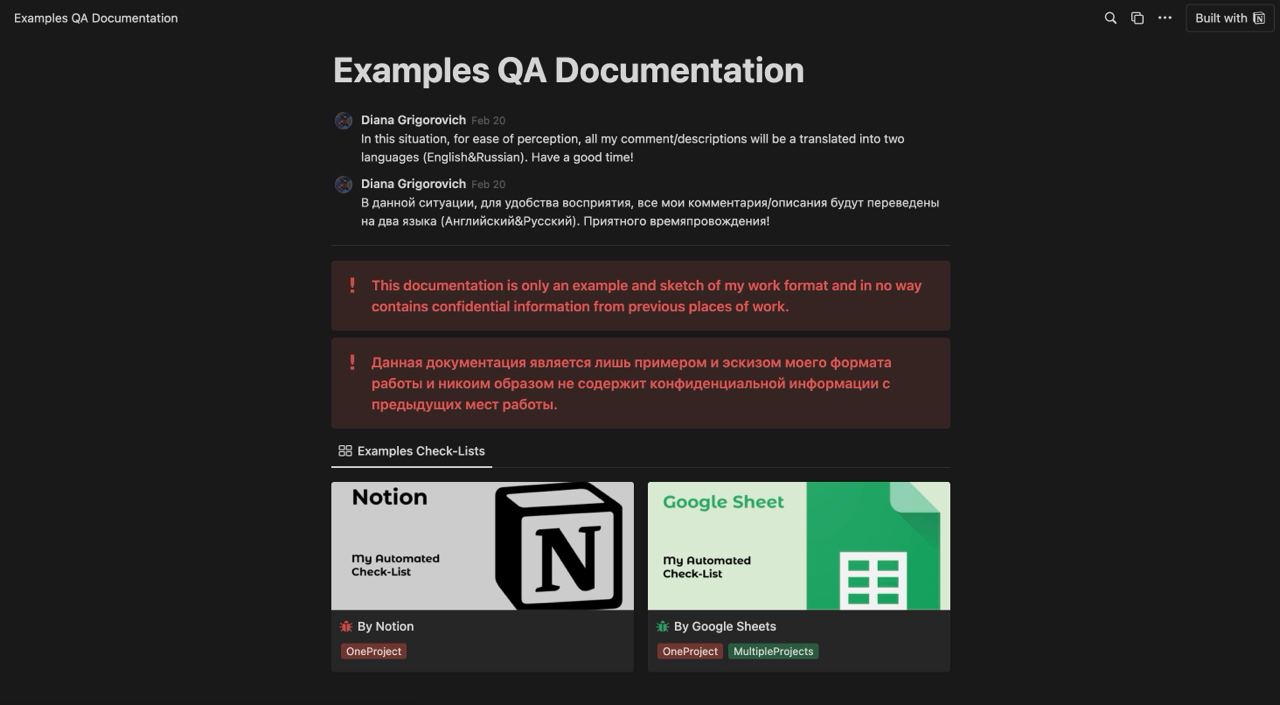 Examples QA Documentation
Built with
Examples QA Documentation
Diana Grigorovich Feb 20
In this situation, for ease of perception, all my comment/descriptions will be a translated into two
languages (English&Russian). Have a good time!
Diana Grigorovich Feb 20
В данной ситуации, для удобства восприятия, все мои комментария/описания будут переведены
на два языка (Английский&Русский). Приятного времяпровождения!
This documentation is only an example and sketch of my work format and in no way
contains confidential information from previous places of work.
Данная документация является лишь примером и эскизом моего формата
работы и никоим образом не содержит конфиденциальной информации с
предыдущих мест работы.
Examples Check-Lists
Notion
My Automated
Check-List
N
By Notion
OneProject
Google Sheet
My Automated
Check-List
By Google Sheets
OneProject MultipleProjects